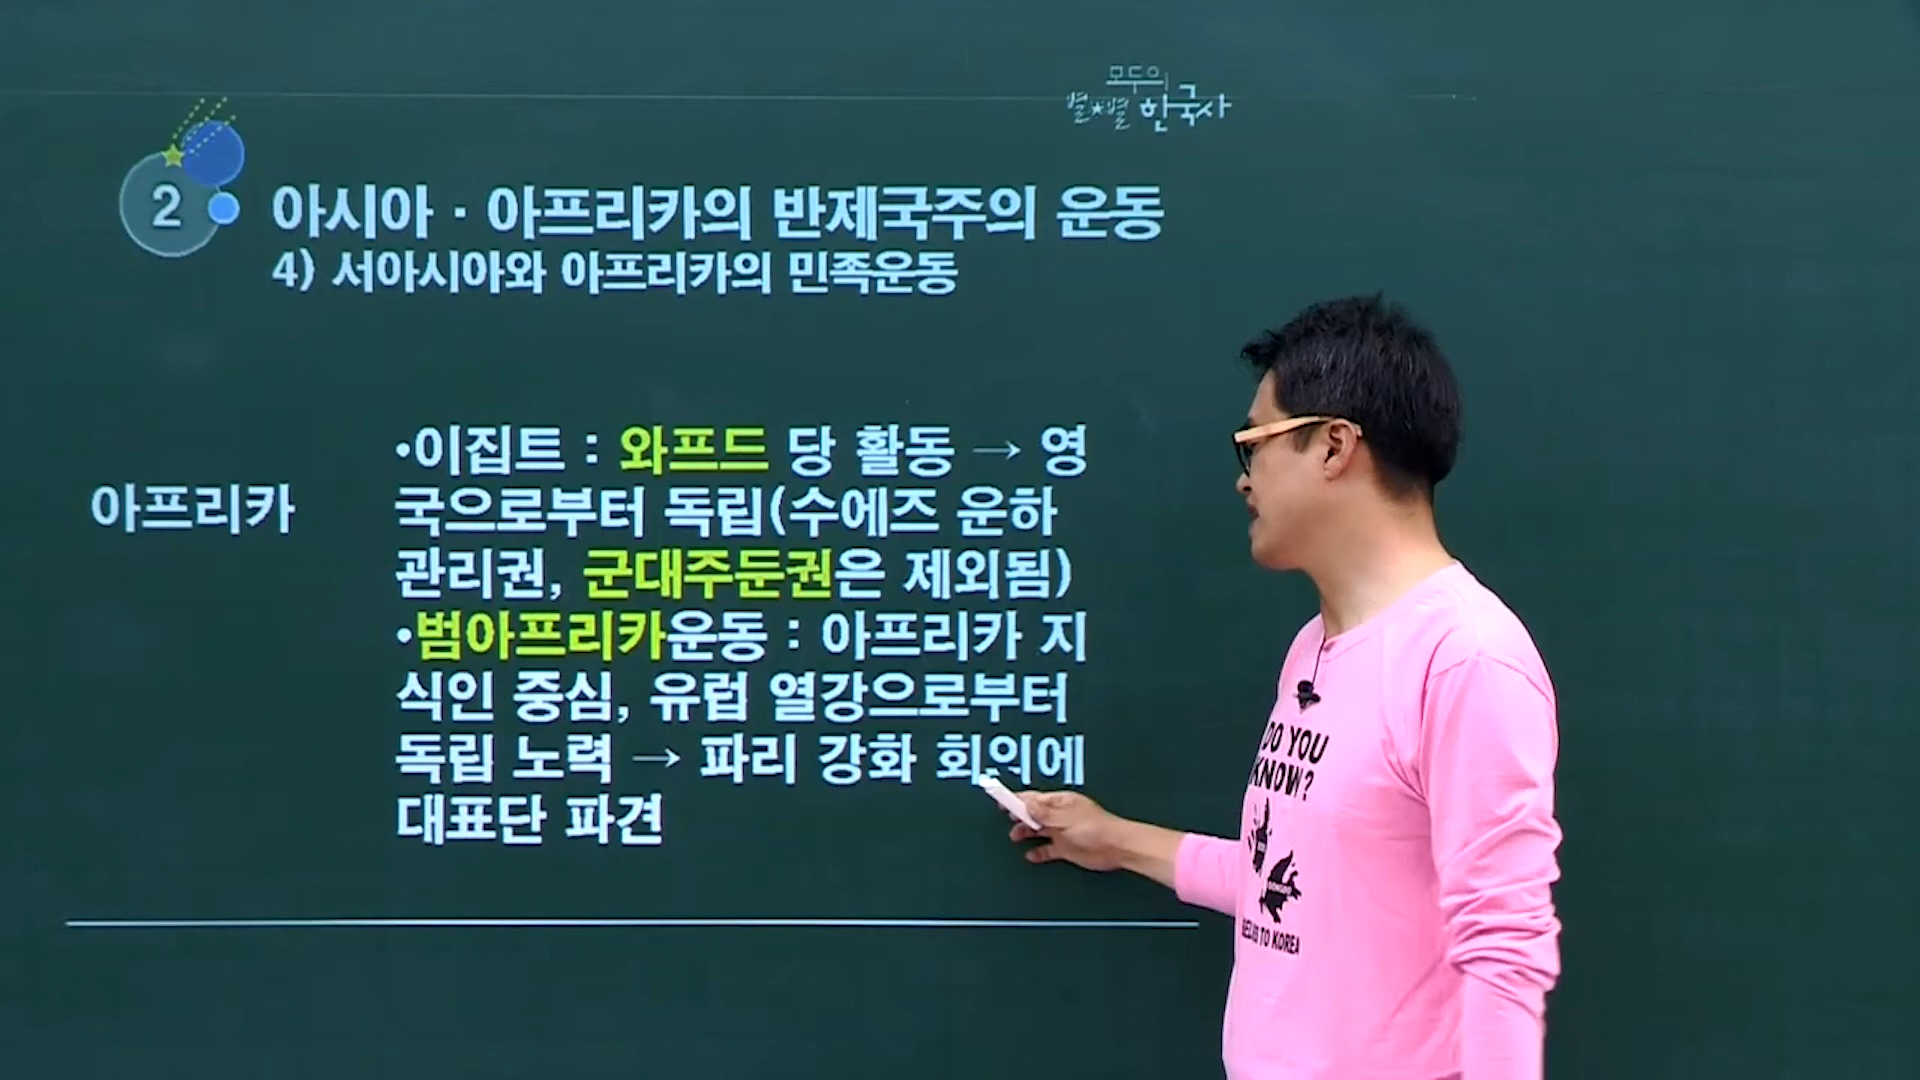 모두의
별★별 한국사
2
아시아 · 아프리카의 반제국주의 운동
4) 서아시아와 아프리카의 민족운동
아프리카
•이집트 : 와프드 당 활동 → 영
국으로부터 독립(수에즈 운하
관리권, 군대주둔권은 제외됨)
•범아프리카운동 : 아프리카 지
식인 중심, 유럽 열강으로부터
독립 노력 → 파리 강화 회의에
대표단 파견
DO YOU
KNOW?
TO KOREA